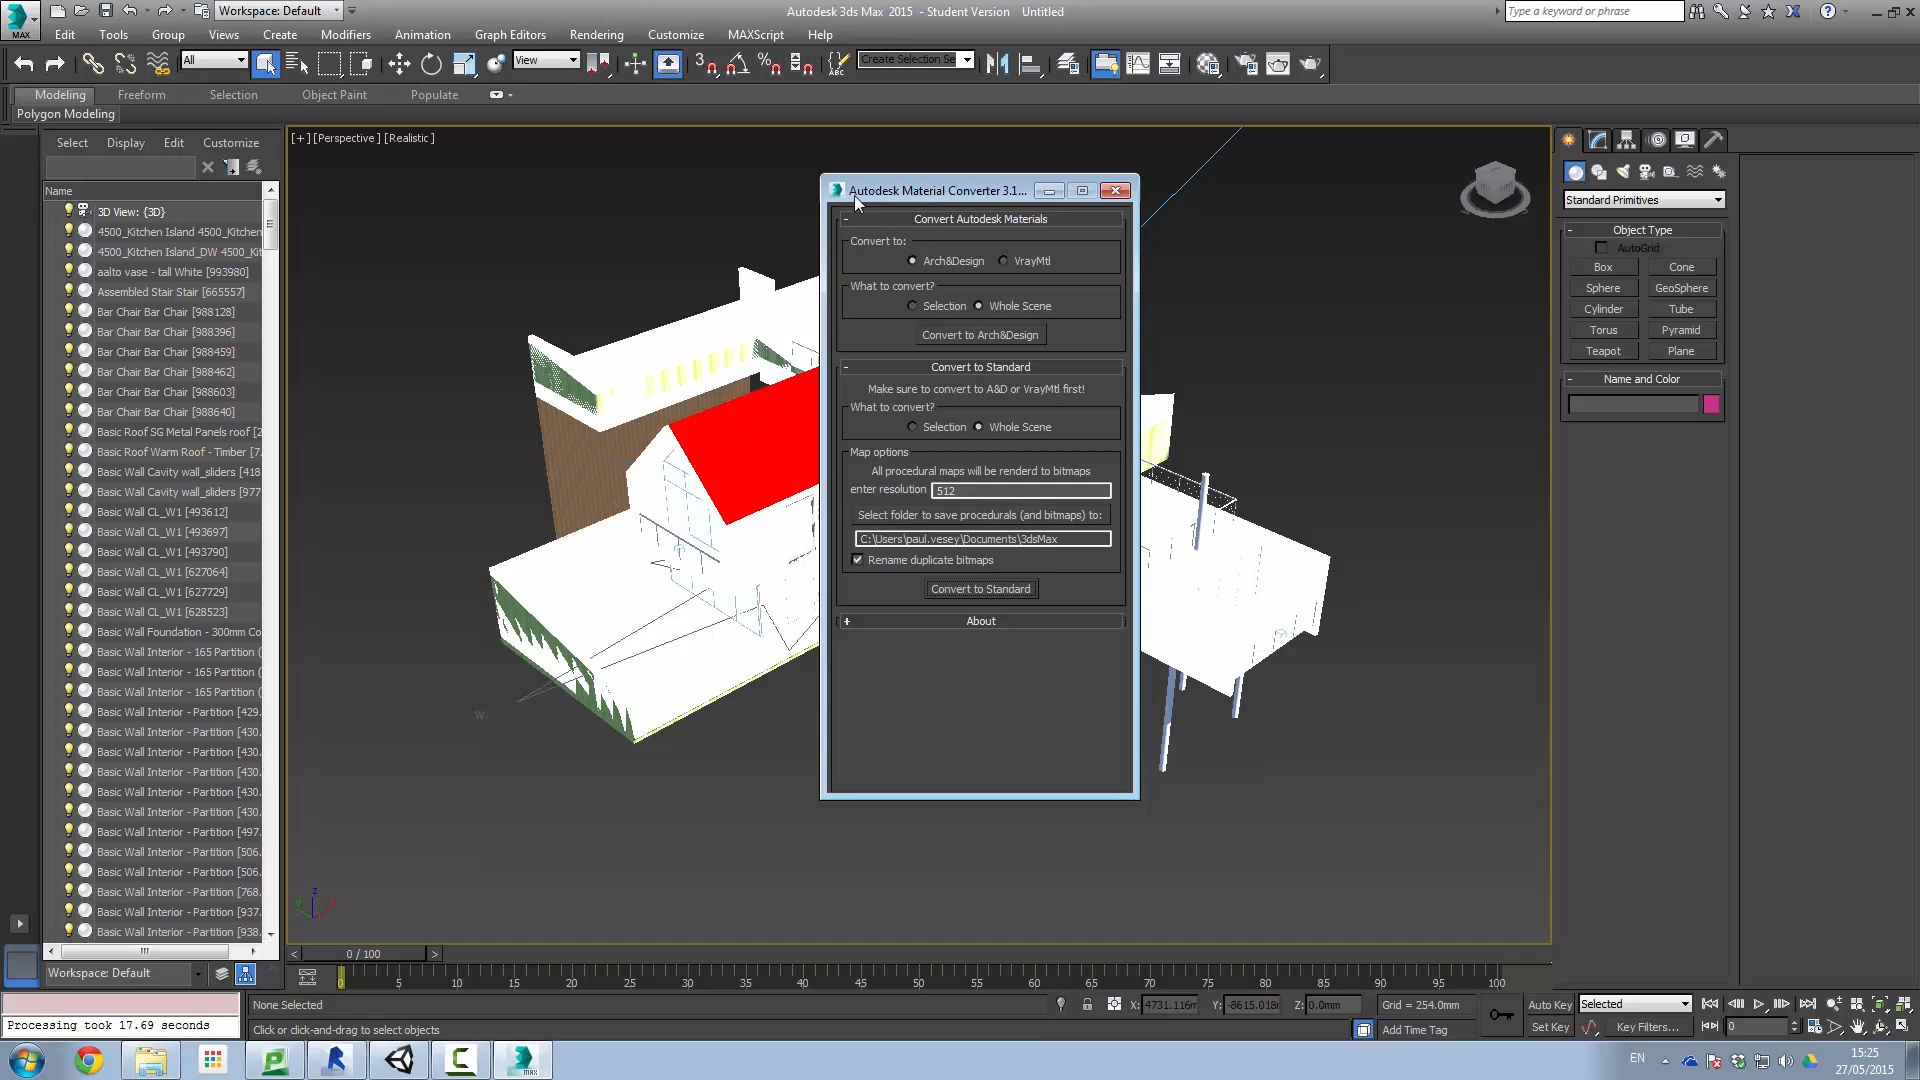 Workspace: Default
Autodesk 3ds Max 2015 - Student Version Untitled
Type a keyword or phrase
MAX
Edit Tools Group Views Create Modifiers Animation Graph Editors Rendering Customize MAXScript Help
All
View
3
ABC
Create Selection Se
Modeling Freeform Selection Object Paint Populate
Polygon Modeling
Select Display Edit Customize
[+] [Perspective] [Realistic]
Name
3D View: {3D}
4500_Kitchen Island 4500_Kitchen
4500_Kitchen Island_DW 4500_Kit
aalto vase - tall White [993980]
Assembled Stair Stair [665557]
Bar Chair Bar Chair [988128]
Bar Chair Bar Chair [988396]
Bar Chair Bar Chair [988459]
Bar Chair Bar Chair [988462]
Bar Chair Bar Chair [988603]
Bar Chair Bar Chair [988640]
Basic Roof SG Metal Panels roof [2
Basic Roof Warm Roof - Timber [7.
Basic Wall Cavity wall_sliders [418
Basic Wall Cavity wall_sliders [977
Basic Wall CL_W1 [493612]
Basic Wall CL_W1 [493697]
Basic Wall CL_W1 [493790]
Basic Wall CL_W1 [627064]
Basic Wall CL_W1 [627729]
Basic Wall CL_W1 [628523]
Basic Wall Foundation - 300mm Co
Basic Wall Interior - 165 Partition (
Basic Wall Interior - 165 Partition (
Basic Wall Interior - 165 Partition (
Basic Wall Interior - Partition [429.
Basic Wall Interior - Partition [430.
Basic Wall Interior - Partition [430.
Basic Wall Interior - Partition [430.
Basic Wall Interior - Partition [430.
Basic Wall Interior - Partition [430.
Basic Wall Interior - Partition [497.
Basic Wall Interior - Partition [506.
Basic Wall Interior - Partition [506.
Basic Wall Interior - Partition [768.
Basic Wall Interior - Partition [937.
Basic Wall Interior - Partition [938.
Autodesk Material Converter 3.1...
Convert Autodesk Materials
Convert to:
Arch&Design VrayMtl
What to convert?
Selection Whole Scene
Convert to Arch&Design
Convert to Standard
Make sure to convert to A&D or VrayMtl first!
What to convert?
Selection Whole Scene
Map options
All procedural maps will be renderd to bitmaps
enter resolution 512
Select folder to save procedurals (and bitmaps) to:
C:\Users\paul.vesey\Documents\3dsMax
Rename duplicate bitmaps
Convert to Standard
About
Standard Primitives
Object Type
AutoGrid
Box Cone
Sphere GeoSphere
Cylinder Tube
Torus Pyramid
Teapot Plane
Name and Color
0 / 100
Workspace: Default
0 5 10 15 20 25 30 35 40 45 50 55 60 65 70 75 80 85 90 95 100
None Selected
X: 4731.116m Y: -8615.018m Z: 0.0mm Grid = 254.0mm
Auto Key Selected
Processing took 17.69 seconds
Click or click-and-drag to select objects
Add Time Tag
Set Key Key Filters... 0
EN
15:25
27/05/2015